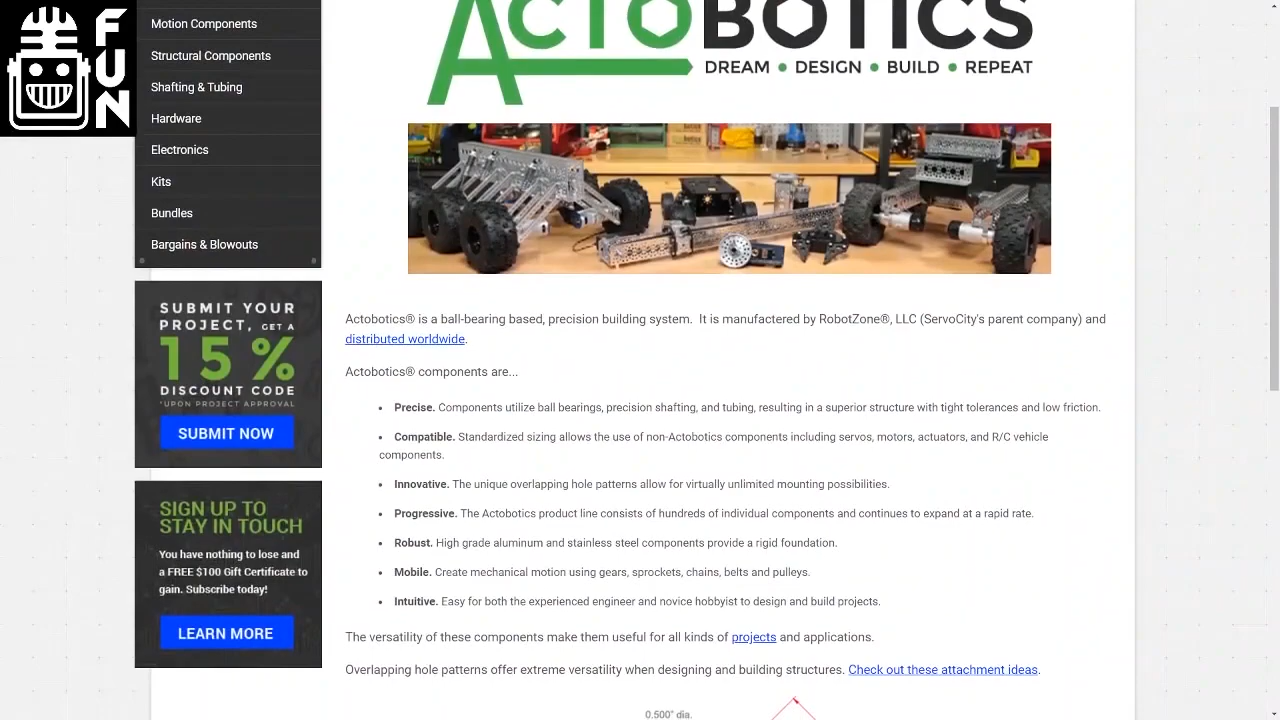 FUN
Motion Components
Structural Components
Shafting & Tubing
Hardware
Electronics
Kits
Bundles
Bargains & Blowouts
SUBMIT YOUR
PROJECT, GET A
15%
DISCOUNT CODE
*UPON PROJECT APPROVAL
SUBMIT NOW
SIGN UP TO
STAY IN TOUCH
You have nothing to lose and
a FREE $100 Gift Certificate to
gain. Subscribe today!
LEARN MORE
ACTOBOTICS
DREAM • DESIGN • BUILD • REPEAT
Actobotics® is a ball-bearing based, precision building system. It is manufactered by RobotZone®, LLC (ServoCity's parent company) and
distributed worldwide.
Actobotics® components are...
• Precise. Components utilize ball bearings, precision shafting, and tubing, resulting in a superior structure with tight tolerances and low friction.
• Compatible. Standardized sizing allows the use of non-Actobotics components including servos, motors, actuators, and R/C vehicle
components.
• Innovative. The unique overlapping hole patterns allow for virtually unlimited mounting possibilities.
• Progressive. The Actobotics product line consists of hundreds of individual components and continues to expand at a rapid rate.
• Robust. High grade aluminum and stainless steel components provide a rigid foundation.
• Mobile. Create mechanical motion using gears, sprockets, chains, belts and pulleys.
• Intuitive. Easy for both the experienced engineer and novice hobbyist to design and build projects.
The versatility of these components make them useful for all kinds of projects and applications.
Overlapping hole patterns offer extreme versatility when designing and building structures. Check out these attachment ideas.
0.500" dia.